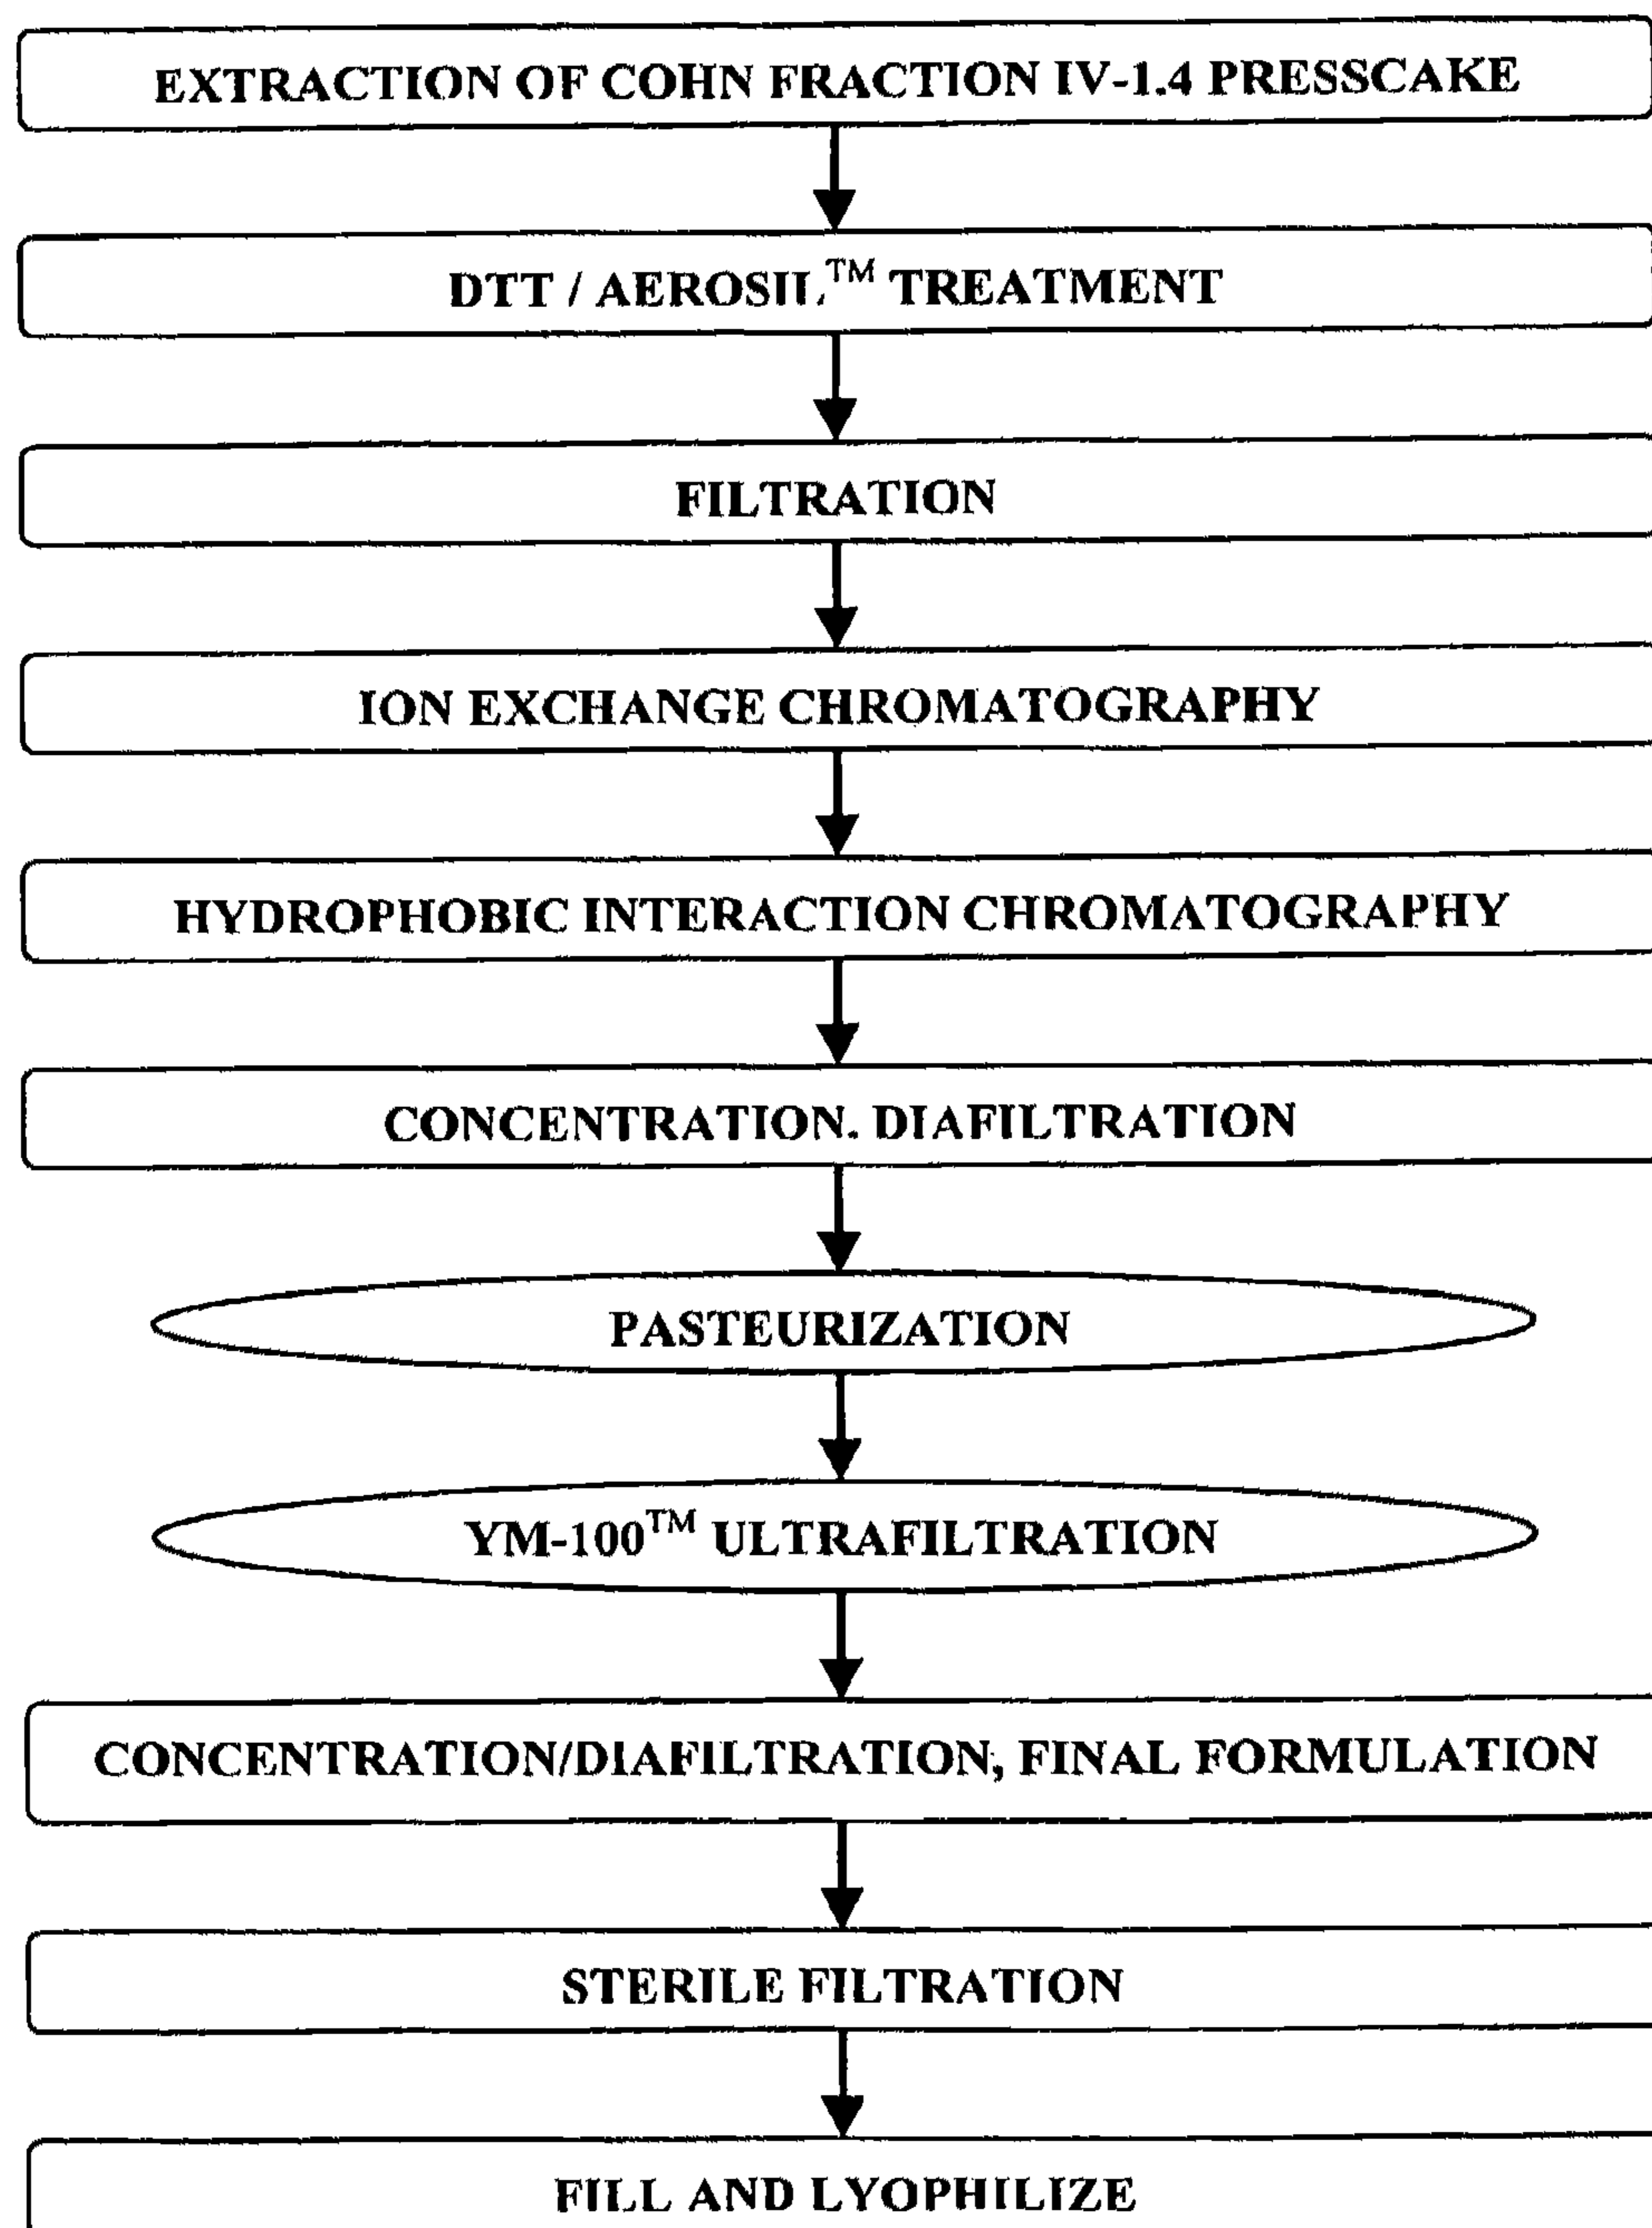 EXTRACTION OF COHN FRACTION IV-1.4 PRESSCAKE
DTT / AEROSIL™ TREATMENT
FILTRATION
ION EXCHANGE CHROMATOGRAPHY
HYDROPHOBIC INTERACTION CHROMATOGRAPHY
CONCENTRATION. DIAFILTRATION
PASTEURIZATION
YM-100™ ULTRAFILTRATION
CONCENTRATION/DIAFILTRATION, FINAL FORMULATION
STERILE FILTRATION
FILL AND LYOPHILIZE